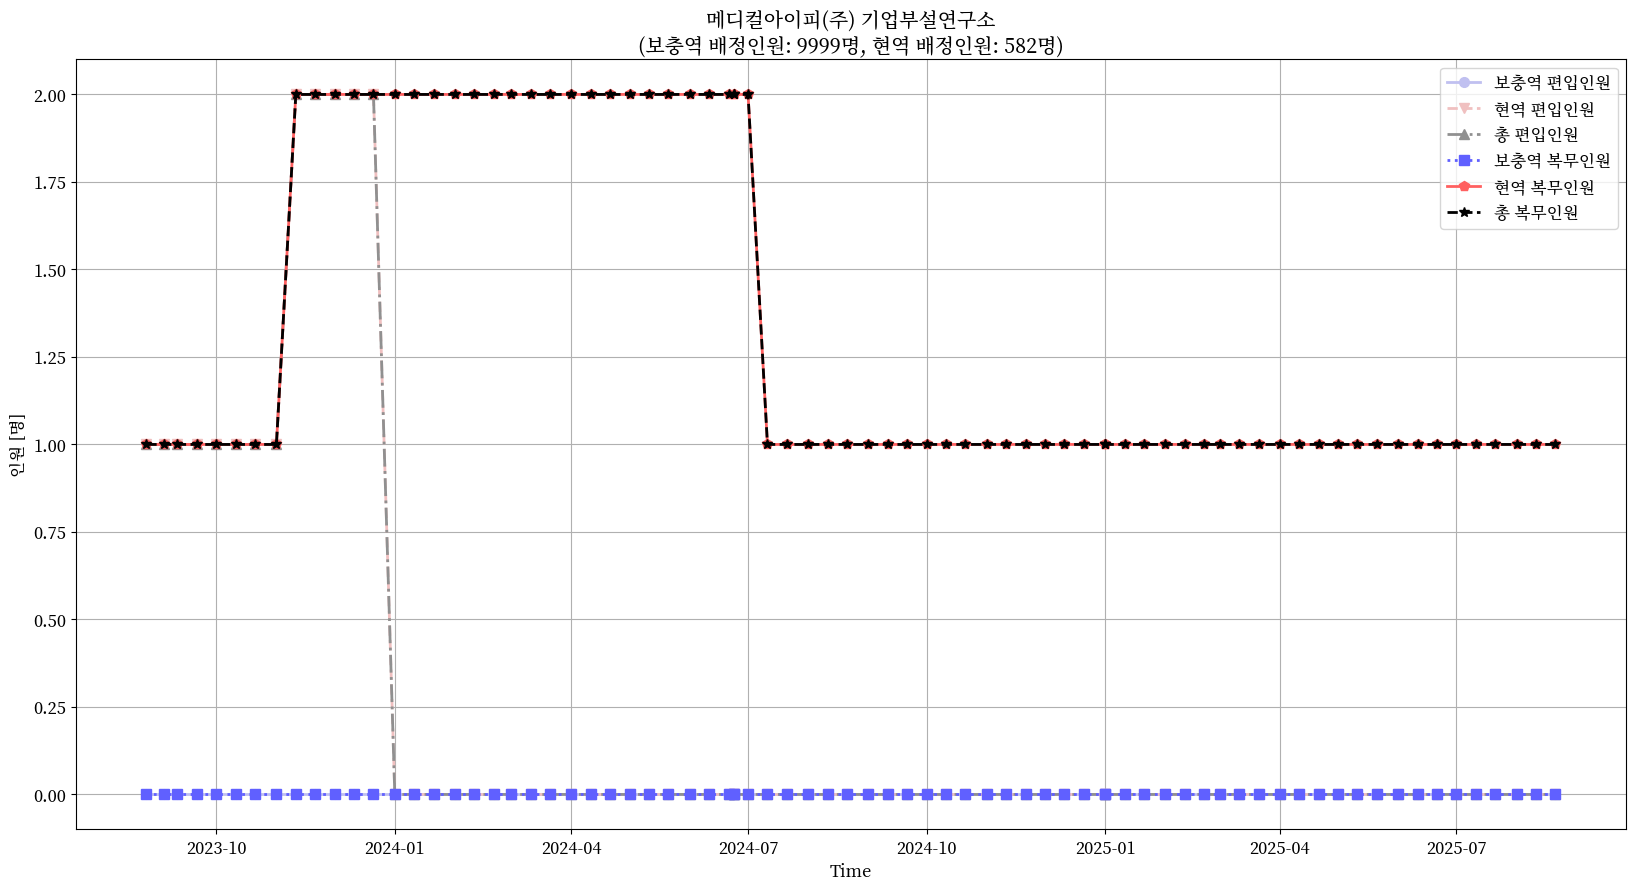 메디컬아이피(주) 기업부설연구소
(보충역 배정인원: 9999명, 현역 배정인원: 582명)
보충역 편입인원
현역 편입인원
총 편입인원
보충역 복무인원
현역 복무인원
총 복무인원
인원 [명]
2.00
1.75
1.50
1.25
1.00
0.75
0.50
0.25
0.00
2023-10
2024-01
2024-04
2024-07
2024-10
2025-01
2025-04
2025-07
Time